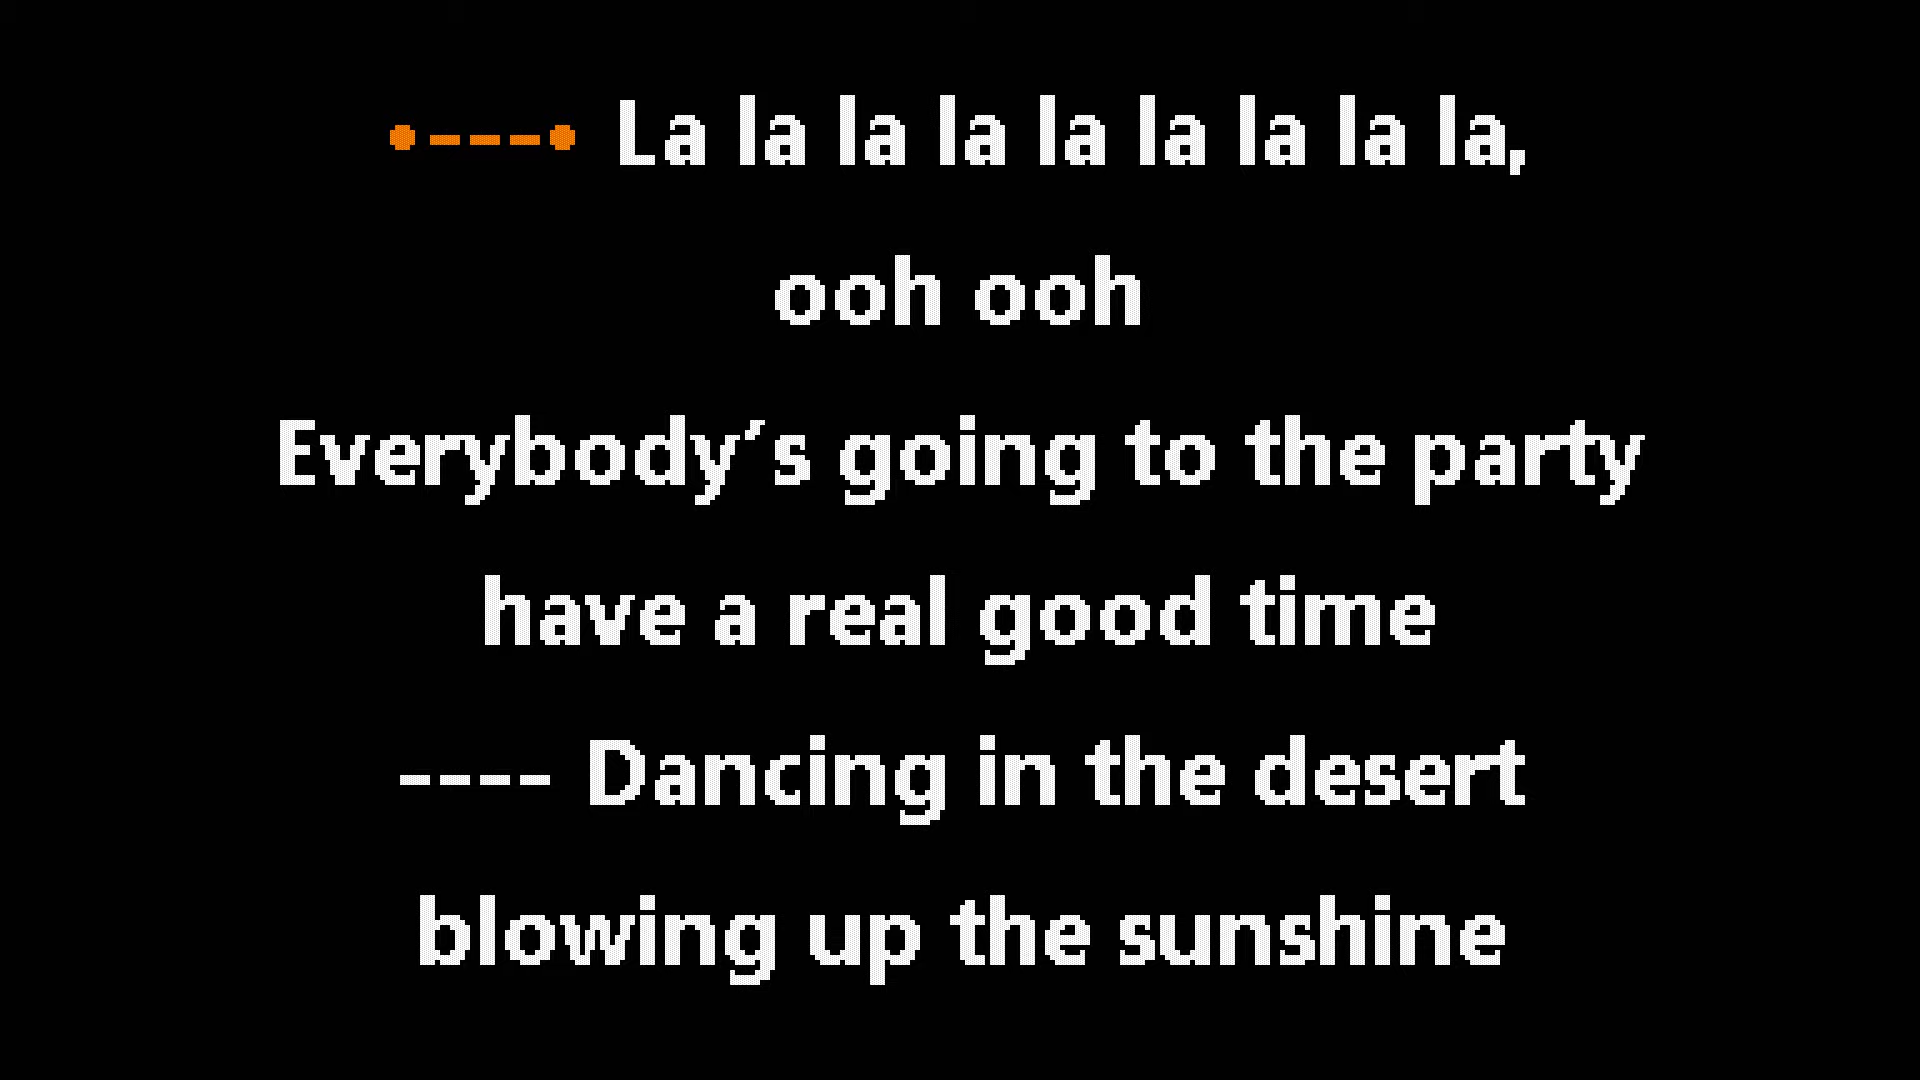 •---• La la la la la la la la la,
ooh ooh
Everybody's going to the party
have a real good time
---- Dancing in the desert
blowing up the sunshine